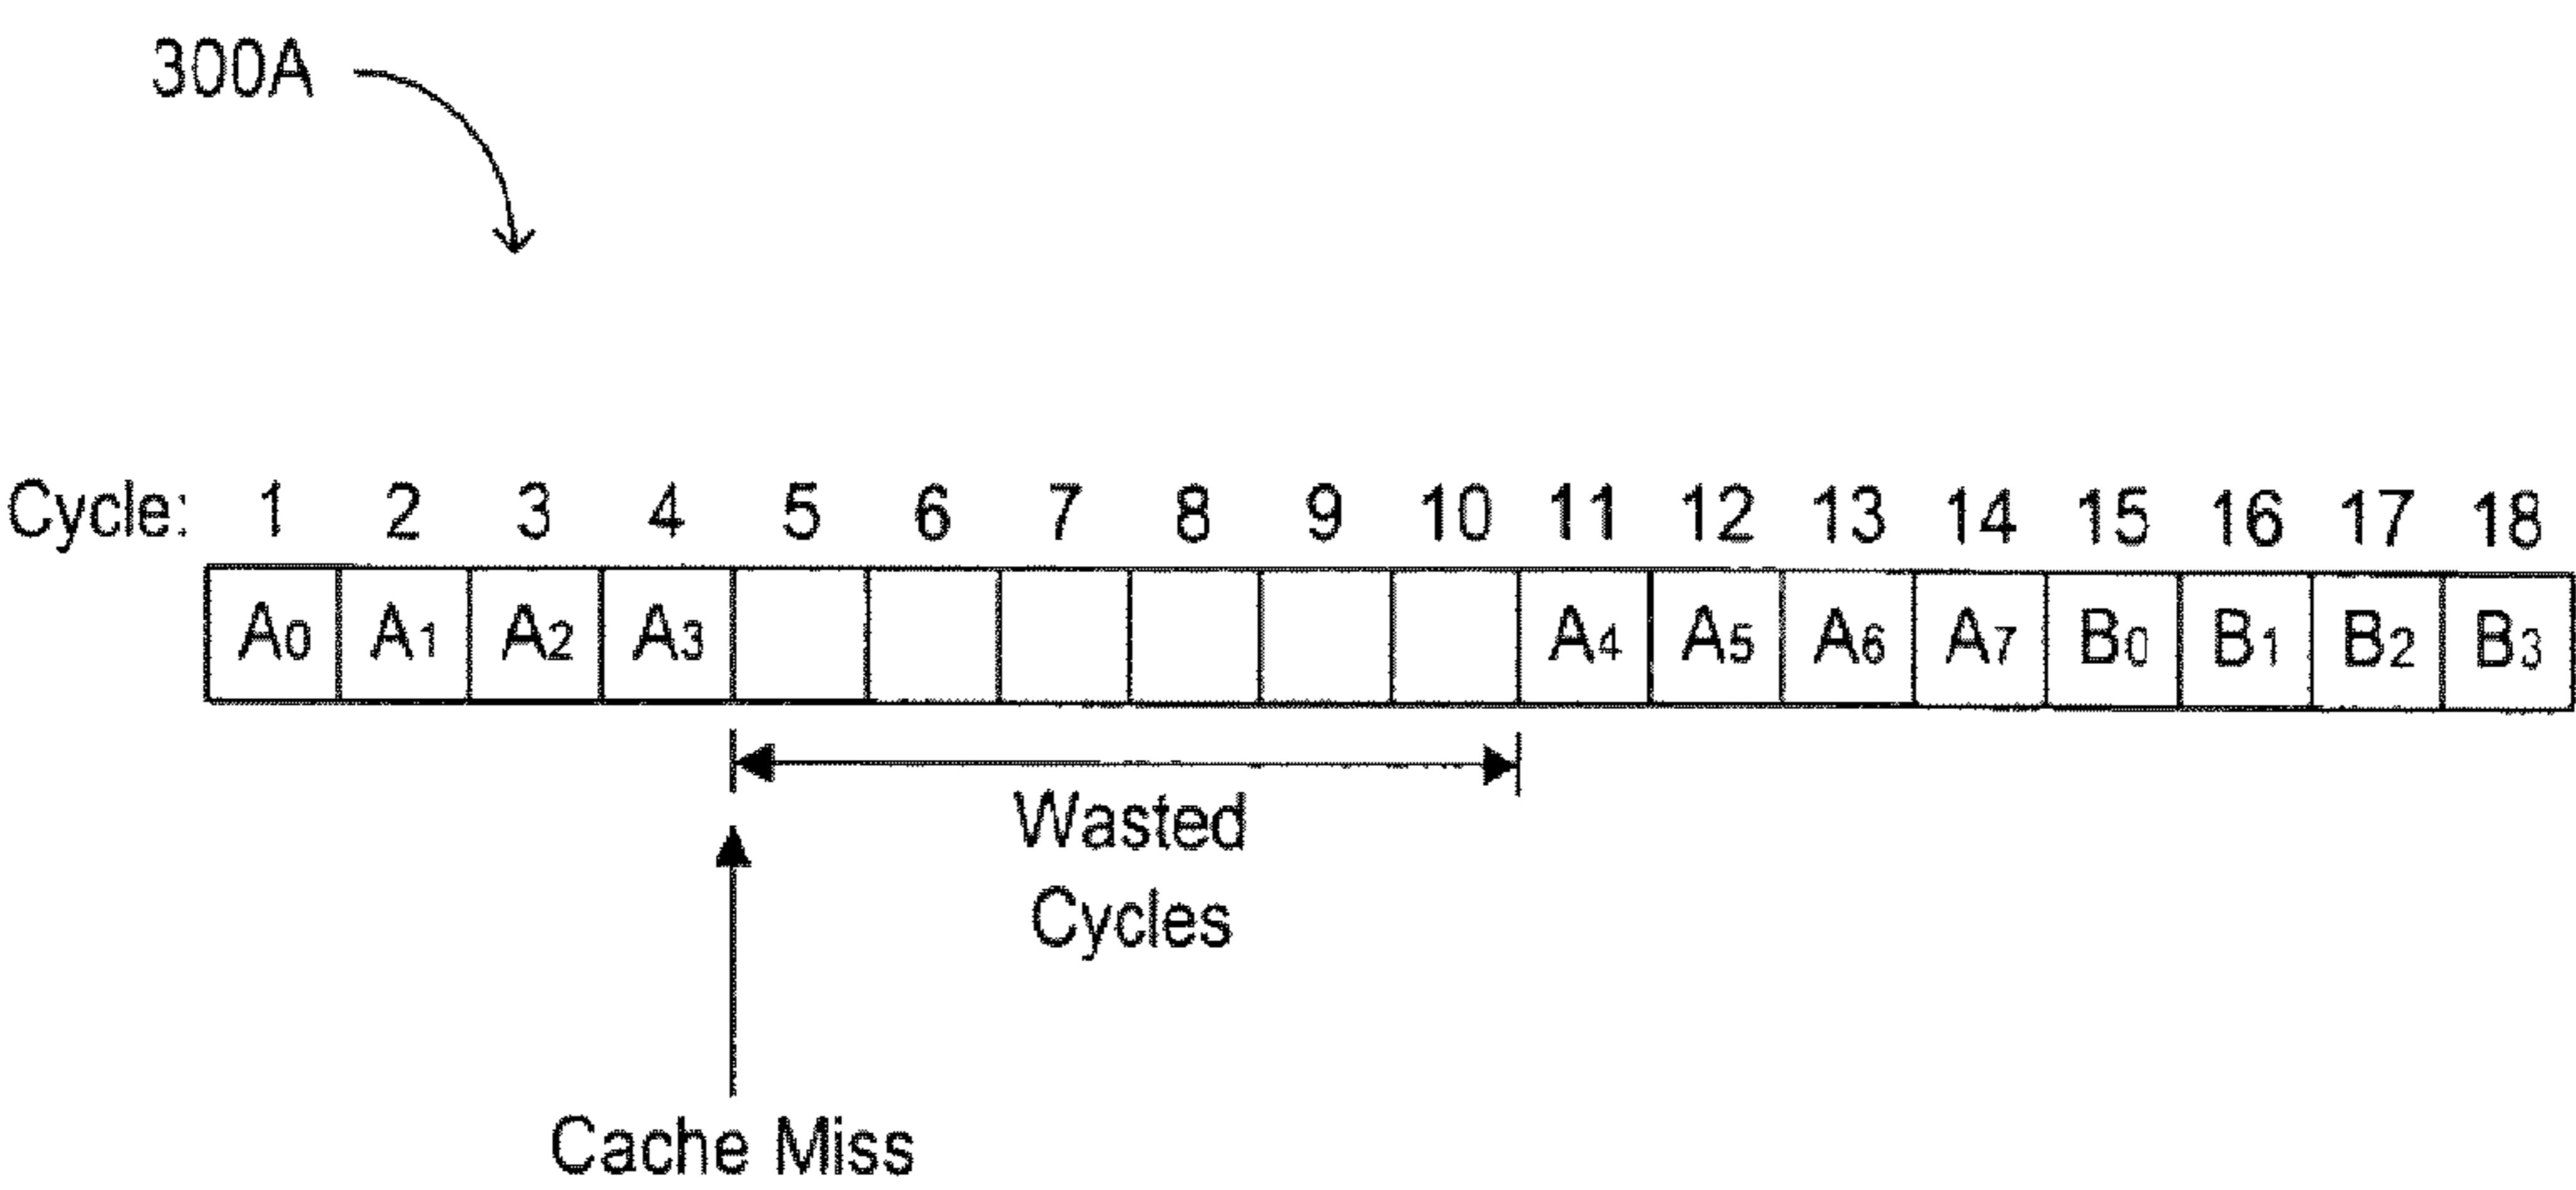 300A
Cycle: 1 2 3 4 5 6 7 8 9 10 11 12 13 14 15 16 17 18
A0 A1 A2 A3 A4 A5 A6 A7 B0 B1 B2 B3
Wasted
Cycles
Cache Miss